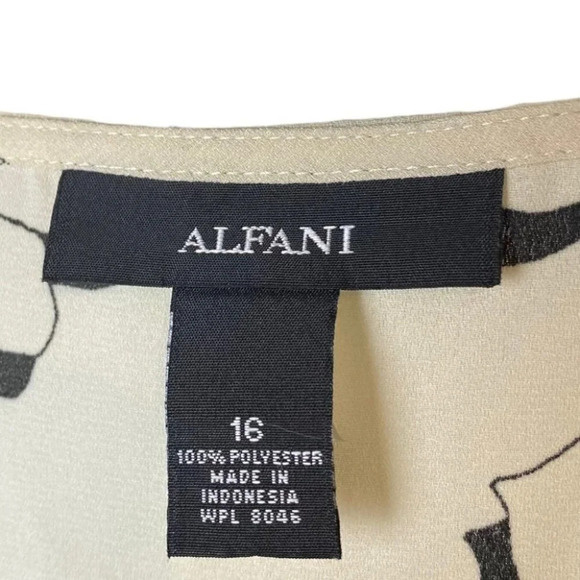 ALFANI
16
100% POLYESTER
MADE IN
INDONESIA
WPL 8046